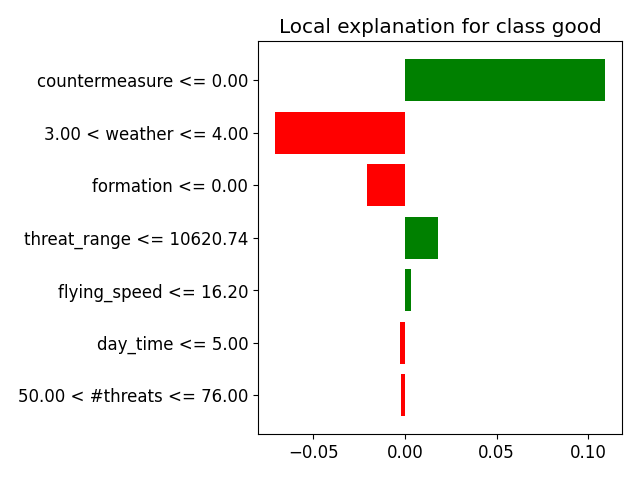 Local explanation for class good
countermeasure <= 0.00
3.00 < weather <= 4.00
formation <= 0.00
threat_range <= 10620.74
flying_speed <= 16.20
day_time <= 5.00
50.00 < #threats <= 76.00
−0.05 0.00 0.05 0.10